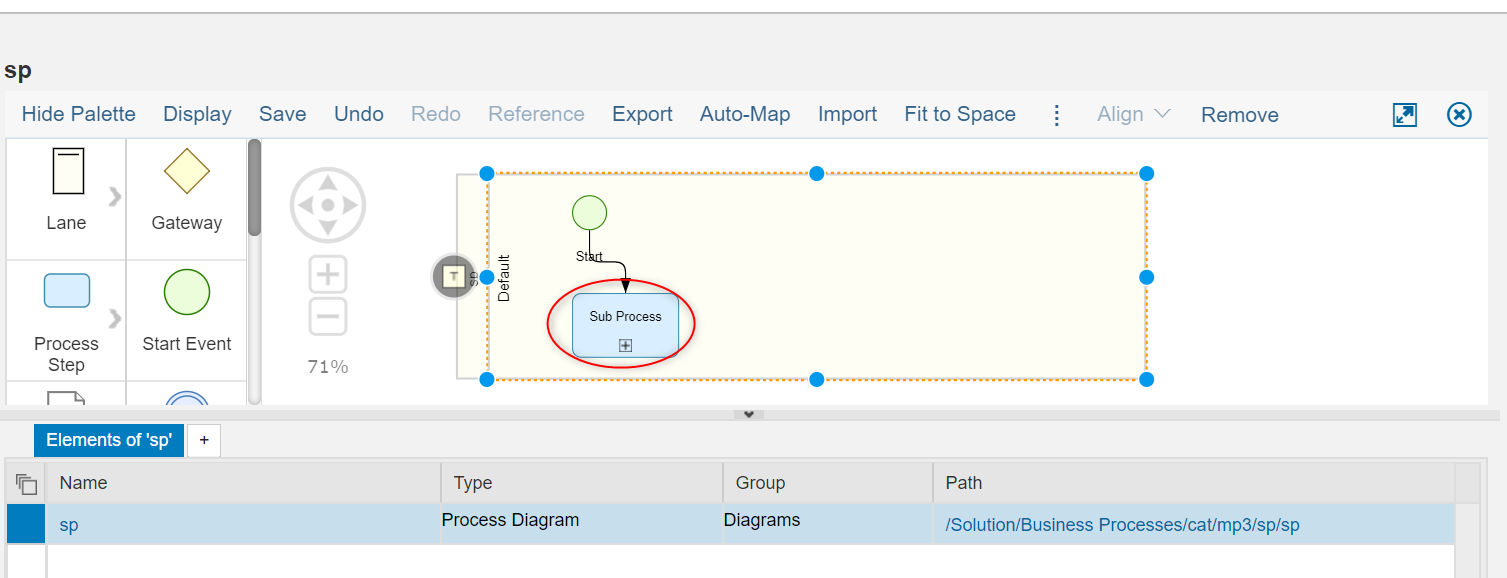 sp
Hide Palette Display Save Undo Redo Reference Export Auto-Map Import Fit to Space Align Remove
Lane
Gateway
Process
Step
Start Event
71%
T
sp
Default
Start
Sub Process
Elements of 'sp' +
Name Type Group Path
sp Process Diagram Diagrams /Solution/Business Processes/cat/mp3/sp/sp